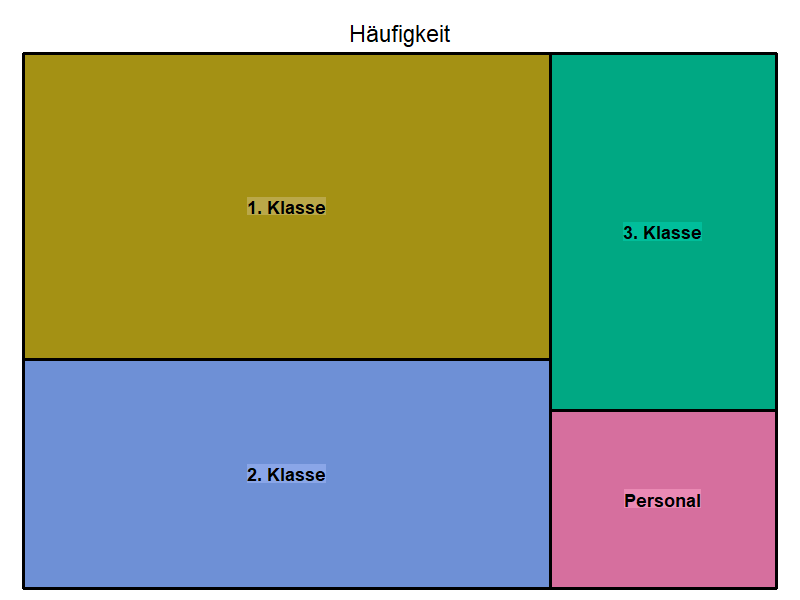 Häufigkeit
1. Klasse
3. Klasse
2. Klasse
Personal